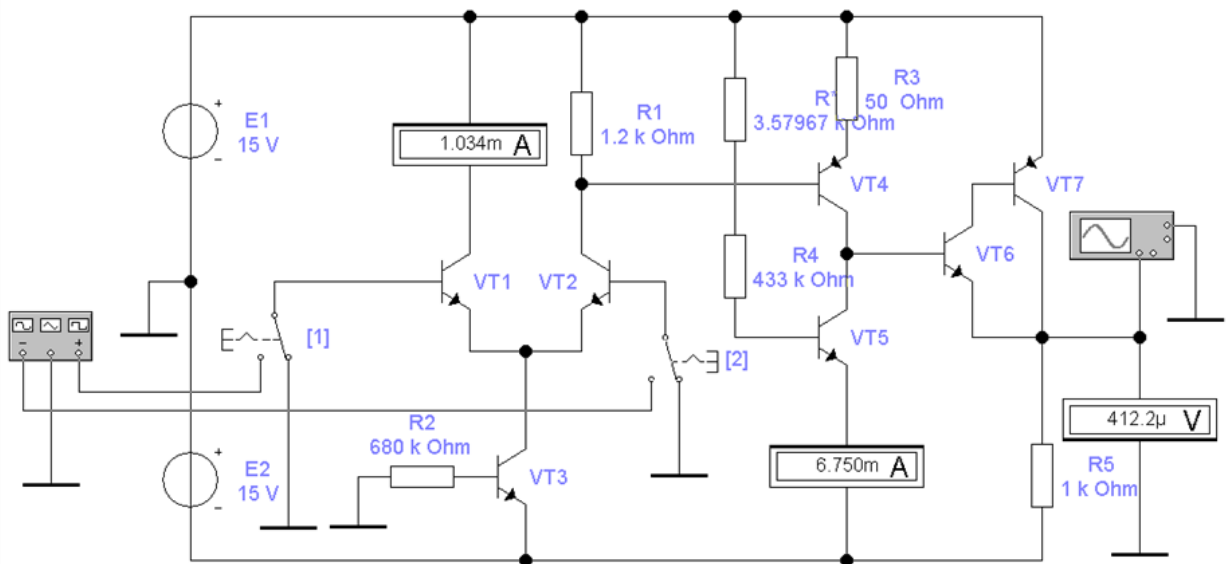 E1
15 V
1.034m A
R1
1.2 k Ohm
3.57967 k Ohm
R3
50 Ohm
VT4
VT7
VT1
VT2
R4
433 k Ohm
VT6
[1]
[2]
VT5
R2
680 k Ohm
E2
15 V
VT3
6.750m A
412.2µ V
R5
1 k Ohm
- +
+
-
+
-